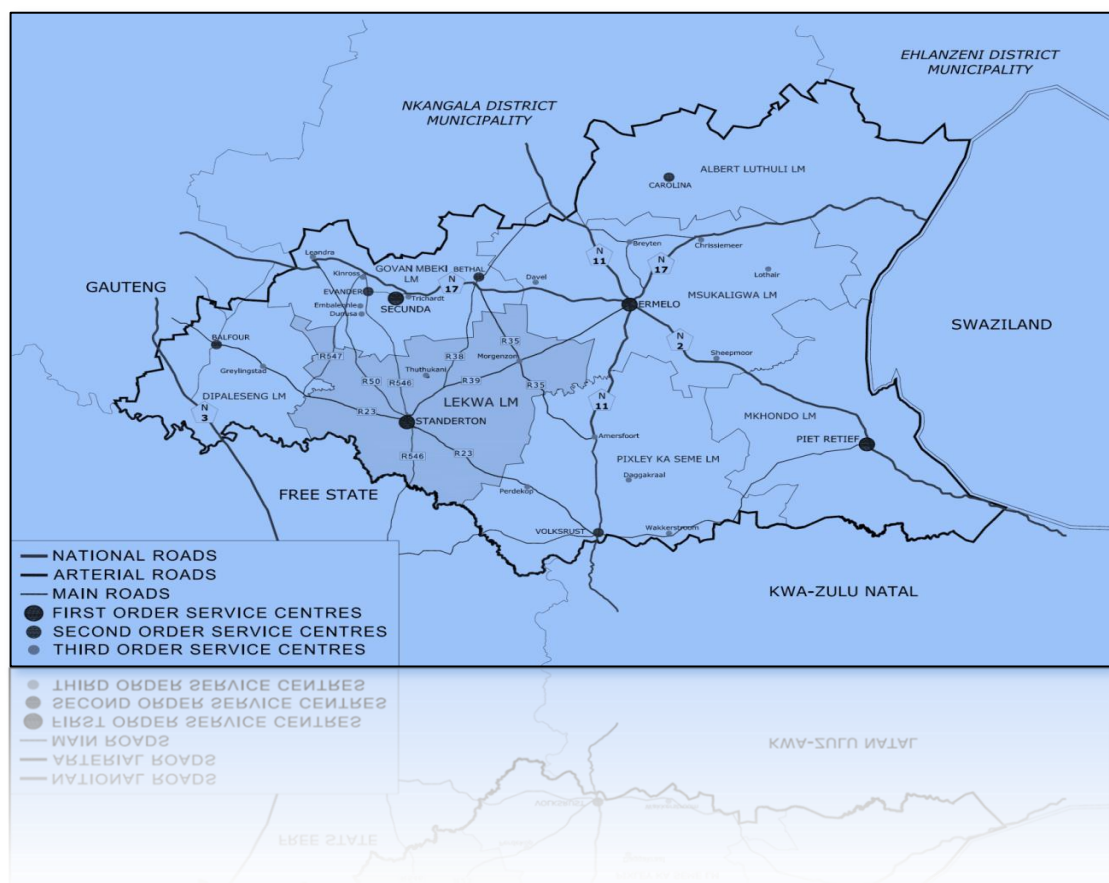 EHLANZENI DISTRICT
MUNICIPALITY
NKANGALA DISTRICT
MUNICIPALITY
ALBERT LUTHULI LM
CAROLINA
Leandra
Kinross
GOVAN MBEKI
LM
BETHAL
N
17
Davel
N
11
Breyten
Chrissiemeer
N
17
Lothair
GAUTENG
EVANDER
Trichardt
SECUNDA
ERMELO
MSUKALIGWA LM
SWAZILAND
BALFOUR
Greylingstad
R547
R50
R546
Thuthukani
R38
R39
Morgenzon
R35
R35
N
2
Sheepmoor
DIPALESENG LM
N
3
R23
LEKWA LM
STANDERTON
N
11
MKHONDO LM
PIET RETIEF
R546
R23
Amersfoort
PIXLEY KA SEME LM
Daggakraal
FREE STATE
Perdekop
VOLKSRUST
Wakkerstroom
KWA-ZULU NATAL
NATIONAL ROADS
ARTERIAL ROADS
MAIN ROADS
FIRST ORDER SERVICE CENTRES
SECOND ORDER SERVICE CENTRES
THIRD ORDER SERVICE CENTRES